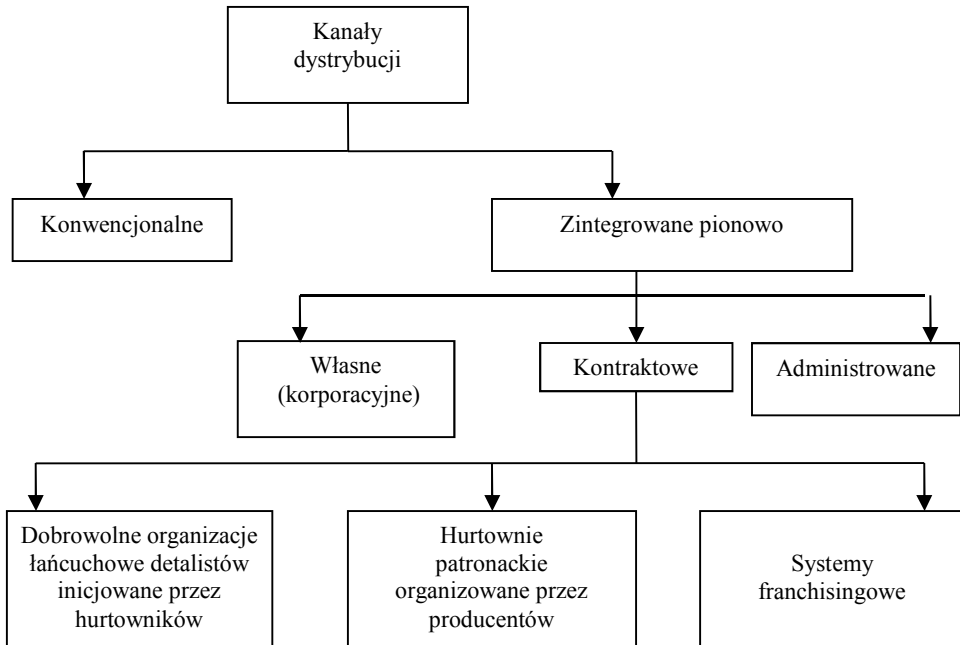 Kanały
dystrybucji
Konwencjonalne
Zintegrowane pionowo
Własne
(korporacyjne)
Kontraktowe
Administrowane
Dobrowolne organizacje
łańcuchowe detalistów
inicjowane przez
hurtowników
Hurtownie
patronackie
organizowane przez
producentów
Systemy
franchisingowe